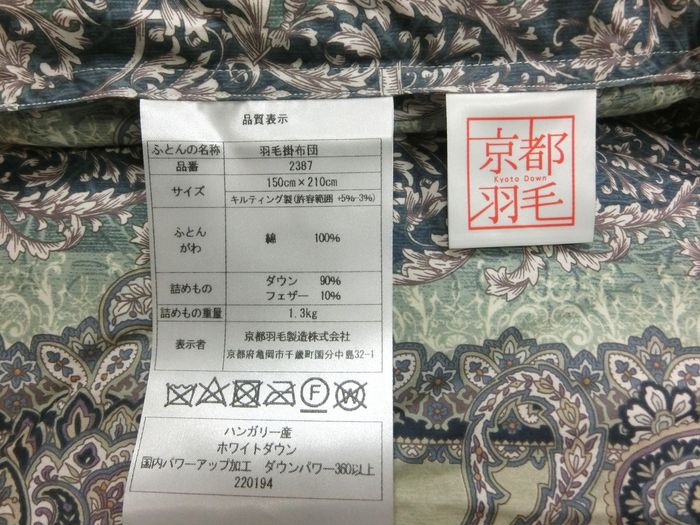 品質表示
ふとんの名称 羽毛掛布団
品番 2387
サイズ 150cm×210cm
キルティング製(許容範囲 +5%-3%)
ふとん
がわ
綿 100%
詰めもの
ダウン 90%
フェザー 10%
詰めもの重量 1.3kg
表示者
京都羽毛製造株式会社
京都府亀岡市千歳町国分中島32-1
F
W
ハンガリー産
ホワイトダウン
国内パワーアップ加工 ダウンパワー360以上
220194
京都
Kyoto Down
羽毛